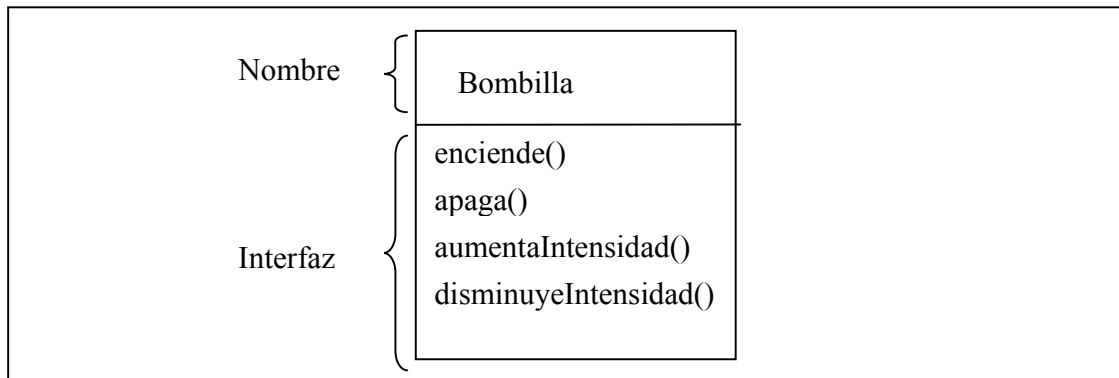 Nombre
Bombilla
enciende()
apaga()
aumentaIntensidad()
Interfaz
disminuyeIntensidad()